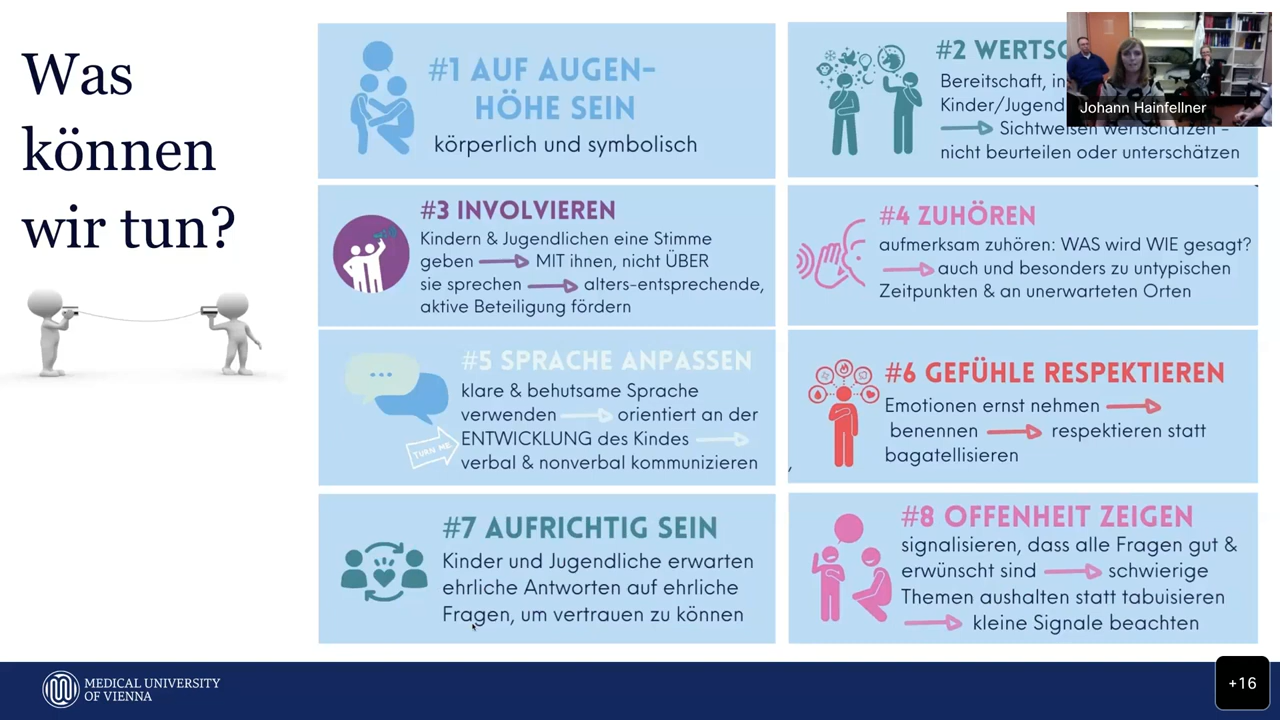 Was
können
wir tun?
#1 AUF AUGEN-
HÖHE SEIN
körperlich und symbolisch
#2
Bereitschaft,
Kinder/Jugend
Sichtweisen wertschätzen -
nicht beurteilen oder unterschätzen
Johann Hainfellner
#3 INVOLVIEREN
Kindern & Jugendlichen eine Stimme
geben MIT ihnen, nicht ÜBER
sie sprechen alters-entsprechende,
aktive Beteiligung fördern
#4 ZUHÖREN
aufmerksam zuhören: WAS wird WIE gesagt?
auch und besonders zu untypischen
Zeitpunkten & an unerwarteten Orten
#5 SPRACHE ANPASSEN
klare & behutsame Sprache
verwenden orientiert an der
ENTWICKLUNG des Kindes
verbal & nonverbal kommunizieren
TURN ME
#6 GEFÜHLE RESPEKTIEREN
Emotionen ernst nehmen
benennen respektieren statt
bagatellisieren
#7 AUFRICHTIG SEIN
Kinder und Jugendliche erwarten
ehrliche Antworten auf ehrliche
Fragen, um vertrauen zu können
#8 OFFENHEIT ZEIGEN
signalisieren, dass alle Fragen gut &
erwünscht sind schwierige
Themen aushalten statt tabuisieren
kleine Signale beachten
MEDICAL UNIVERSITY
OF VIENNA
+16